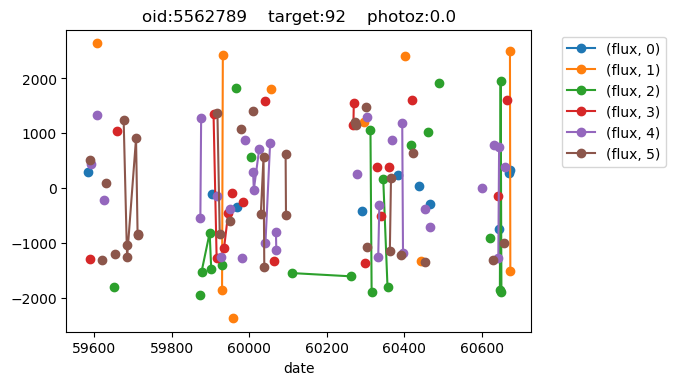 oid:5562789    target:92    photoz:0.0
2000
1000
0
−1000
−2000
59600
59800
60000
60200
60400
60600
date
(flux, 0)
(flux, 1)
(flux, 2)
(flux, 3)
(flux, 4)
(flux, 5)